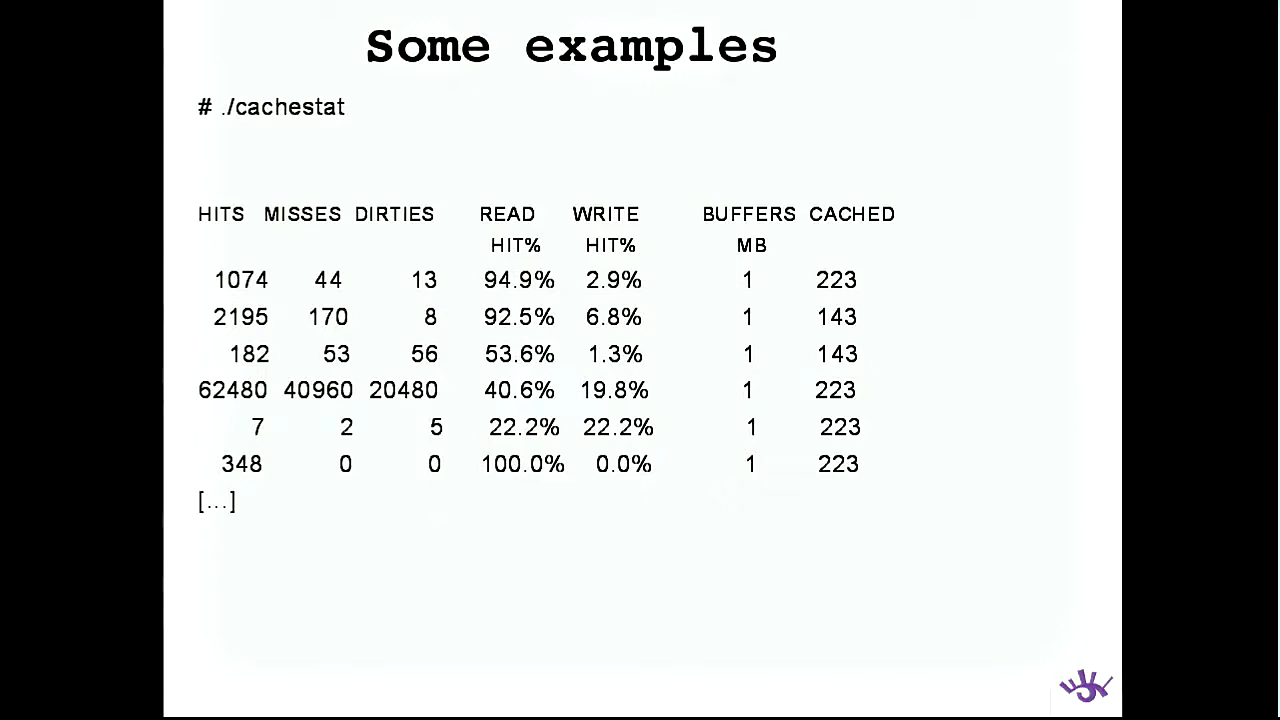 Some examples
# ./cachestat
HITS MISSES DIRTIES READ WRITE BUFFERS CACHED
HIT% HIT% MB
1074 44 13 94.9% 2.9% 1 223
2195 170 8 92.5% 6.8% 1 143
182 53 56 53.6% 1.3% 1 143
62480 40960 20480 40.6% 19.8% 1 223
7 2 5 22.2% 22.2% 1 223
348 0 0 100.0% 0.0% 1 223
[...]